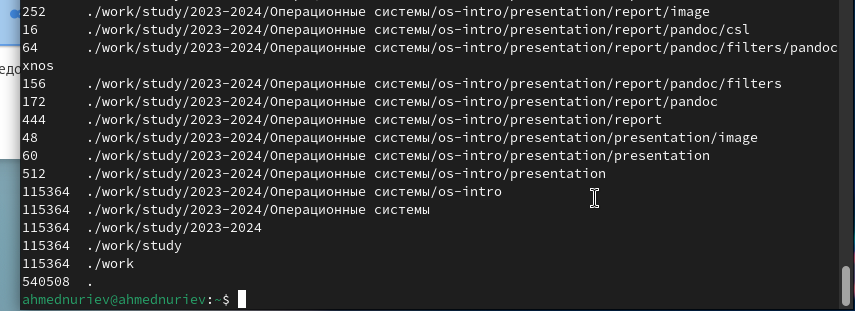 252     ./work/study/2023-2024/Операционные системы/os-intro/presentation/report/image
16      ./work/study/2023-2024/Операционные системы/os-intro/presentation/report/pandoc/csl
64      ./work/study/2023-2024/Операционные системы/os-intro/presentation/report/pandoc/filters/pandoc
xnos
156     ./work/study/2023-2024/Операционные системы/os-intro/presentation/report/pandoc/filters
172     ./work/study/2023-2024/Операционные системы/os-intro/presentation/report/pandoc
444     ./work/study/2023-2024/Операционные системы/os-intro/presentation/report
48      ./work/study/2023-2024/Операционные системы/os-intro/presentation/presentation/image
60      ./work/study/2023-2024/Операционные системы/os-intro/presentation/presentation
512     ./work/study/2023-2024/Операционные системы/os-intro/presentation
115364  ./work/study/2023-2024/Операционные системы/os-intro
115364  ./work/study/2023-2024/Операционные системы
115364  ./work/study/2023-2024
115364  ./work/study
115364  ./work
540508  .
ahmednuriev@ahmednuriev:~$